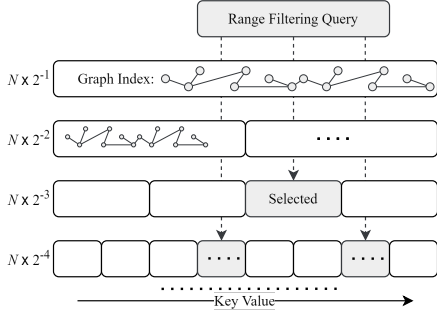 Range Filtering Query
N x 2-1
Graph Index:
N x 2-2
....
N x 2-3
Selected
N x 2-4
.... ....
Key Value